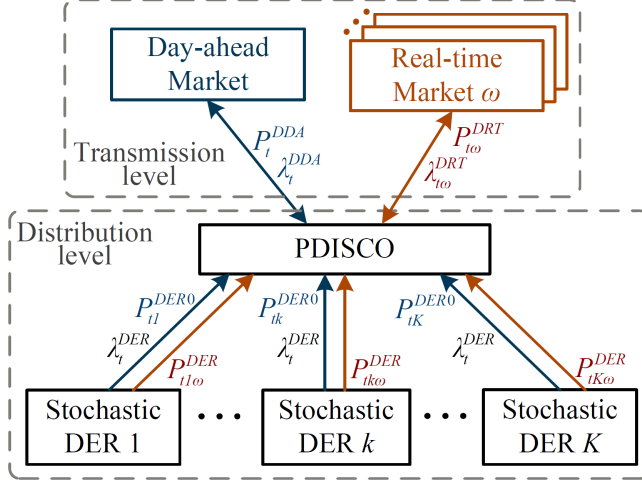 Day-ahead
Market
Real-time
Market ω
P_t^{DDA}
λ_t^{DDA}
P_{tω}^{DRT}
λ_{tω}^{DRT}
Transmission
level
Distribution
level
PDISCO
P_{t1}^{DER0}
λ_t^{DER}
P_{t1ω}^{DER}
P_{tk}^{DER0}
λ_t^{DER}
P_{tkω}^{DER}
P_{tK}^{DER0}
λ_t^{DER}
P_{tKω}^{DER}
Stochastic
DER 1
...
Stochastic
DER k
...
Stochastic
DER K